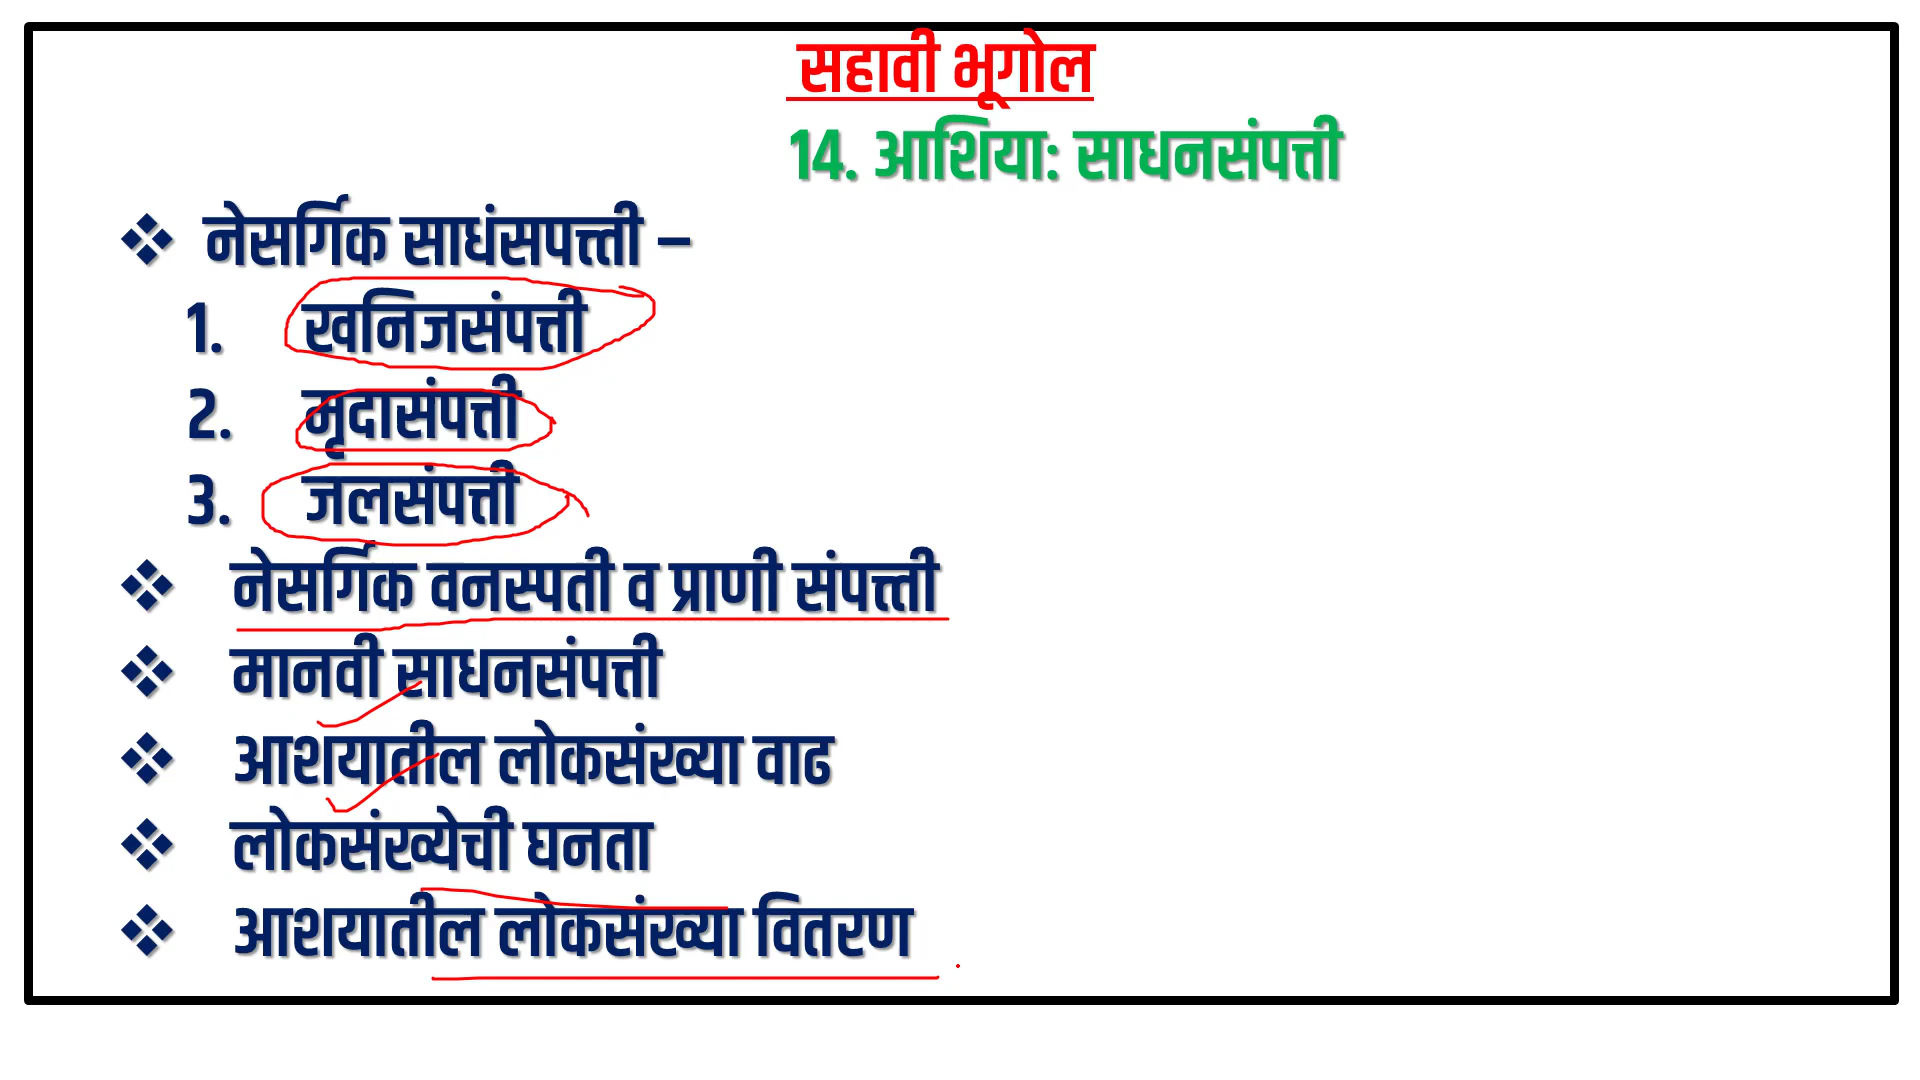 सहावी भूगोल
14. आशिया: साधनसंपत्ती
❖ नेसर्गिक साधंसपत्त्ती –
1. खनिजसंपत्ती
2. मृदासंपत्ती
3. जलसंपत्ती
❖ नेसर्गिक वनस्पती व प्राणी संपत्त्ती
❖ मानवी साधनसंपत्ती
❖ आशयातील लोकसंख्या वाढ
❖ लोकसंख्येची घनता
❖ आशयातील लोकसंख्या वितरण